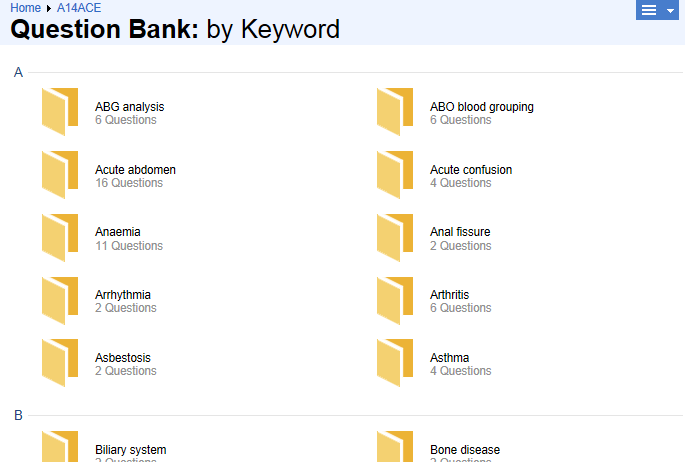 Home ▸ A14ACE
Question Bank: by Keyword
A
ABG analysis
6 Questions
ABO blood grouping
6 Questions
Acute abdomen
16 Questions
Acute confusion
4 Questions
Anaemia
11 Questions
Anal fissure
2 Questions
Arrhythmia
2 Questions
Arthritis
6 Questions
Asbestosis
2 Questions
Asthma
4 Questions
B
Biliary system
Bone disease